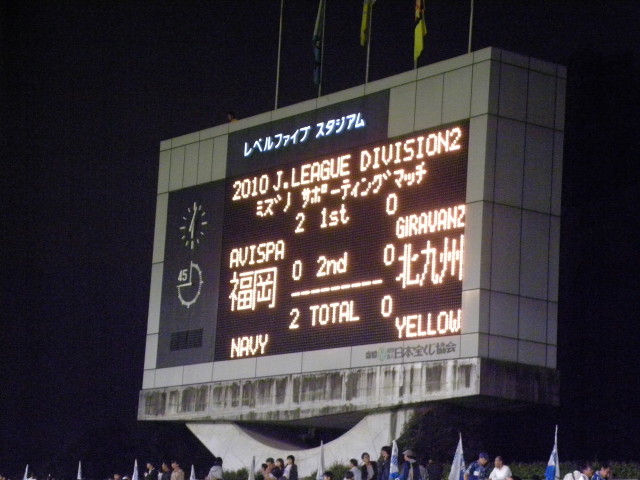 レベルファイブ スタジアム
2010 J.LEAGUE DIVISION2
ミズノ サポーティングマッチ
2 1st 0
AVISPA GIRAVANZ
福岡 0 2nd 0 北九州
2 TOTAL 0
NAVY YELLOW
45
日本宝くじ協会